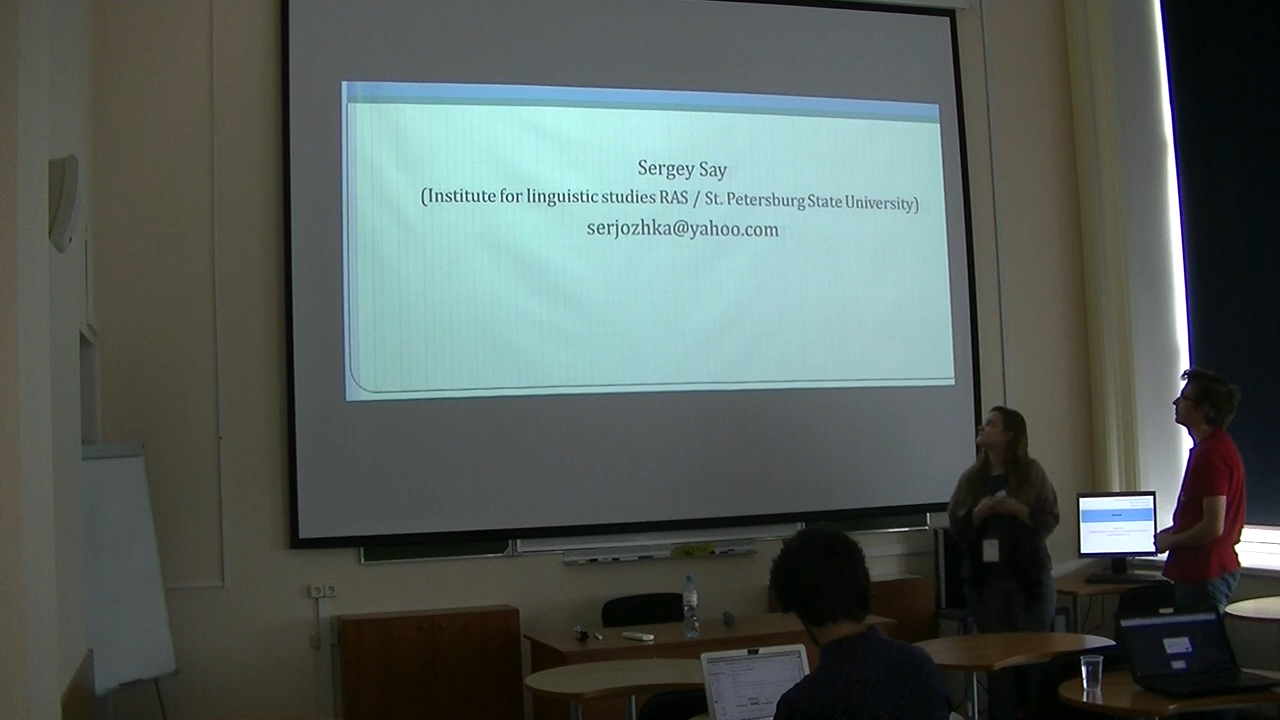 Sergey Say
(Institute for linguistic studies RAS / St. Petersburg State University)
serjozhka@yahoo.com